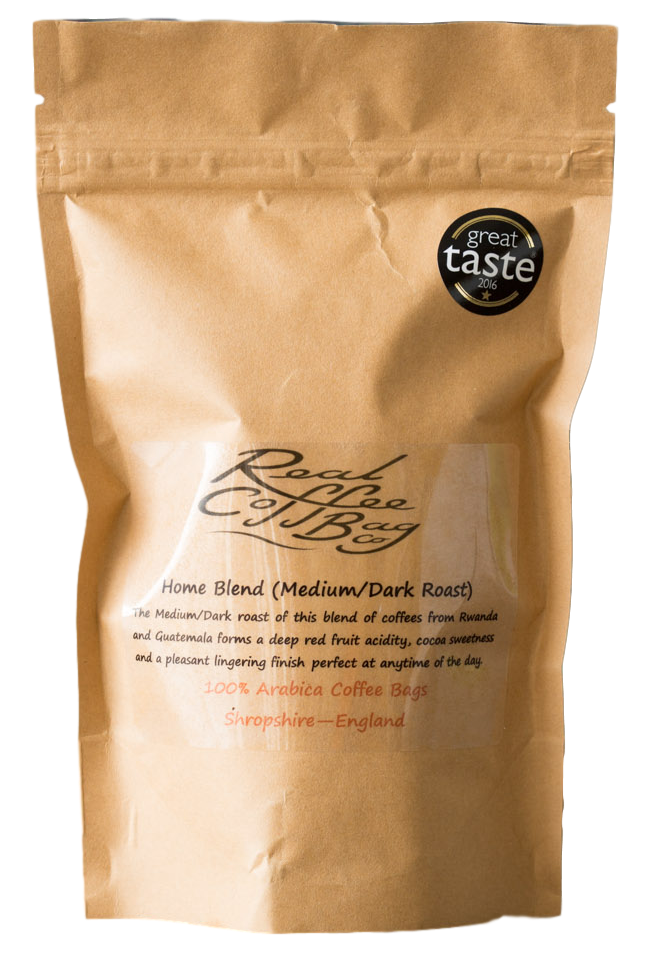 great
taste
2016
Real
Coffee
Bag
Co
Home Blend (Medium/Dark Roast)
The Medium/Dark roast of this blend of coffees from Rwanda
and Guatemala forms a deep red fruit acidity, cocoa sweetness
and a pleasant lingering finish perfect at anytime of the day.
100% Arabica Coffee Bags
Shropshire—England